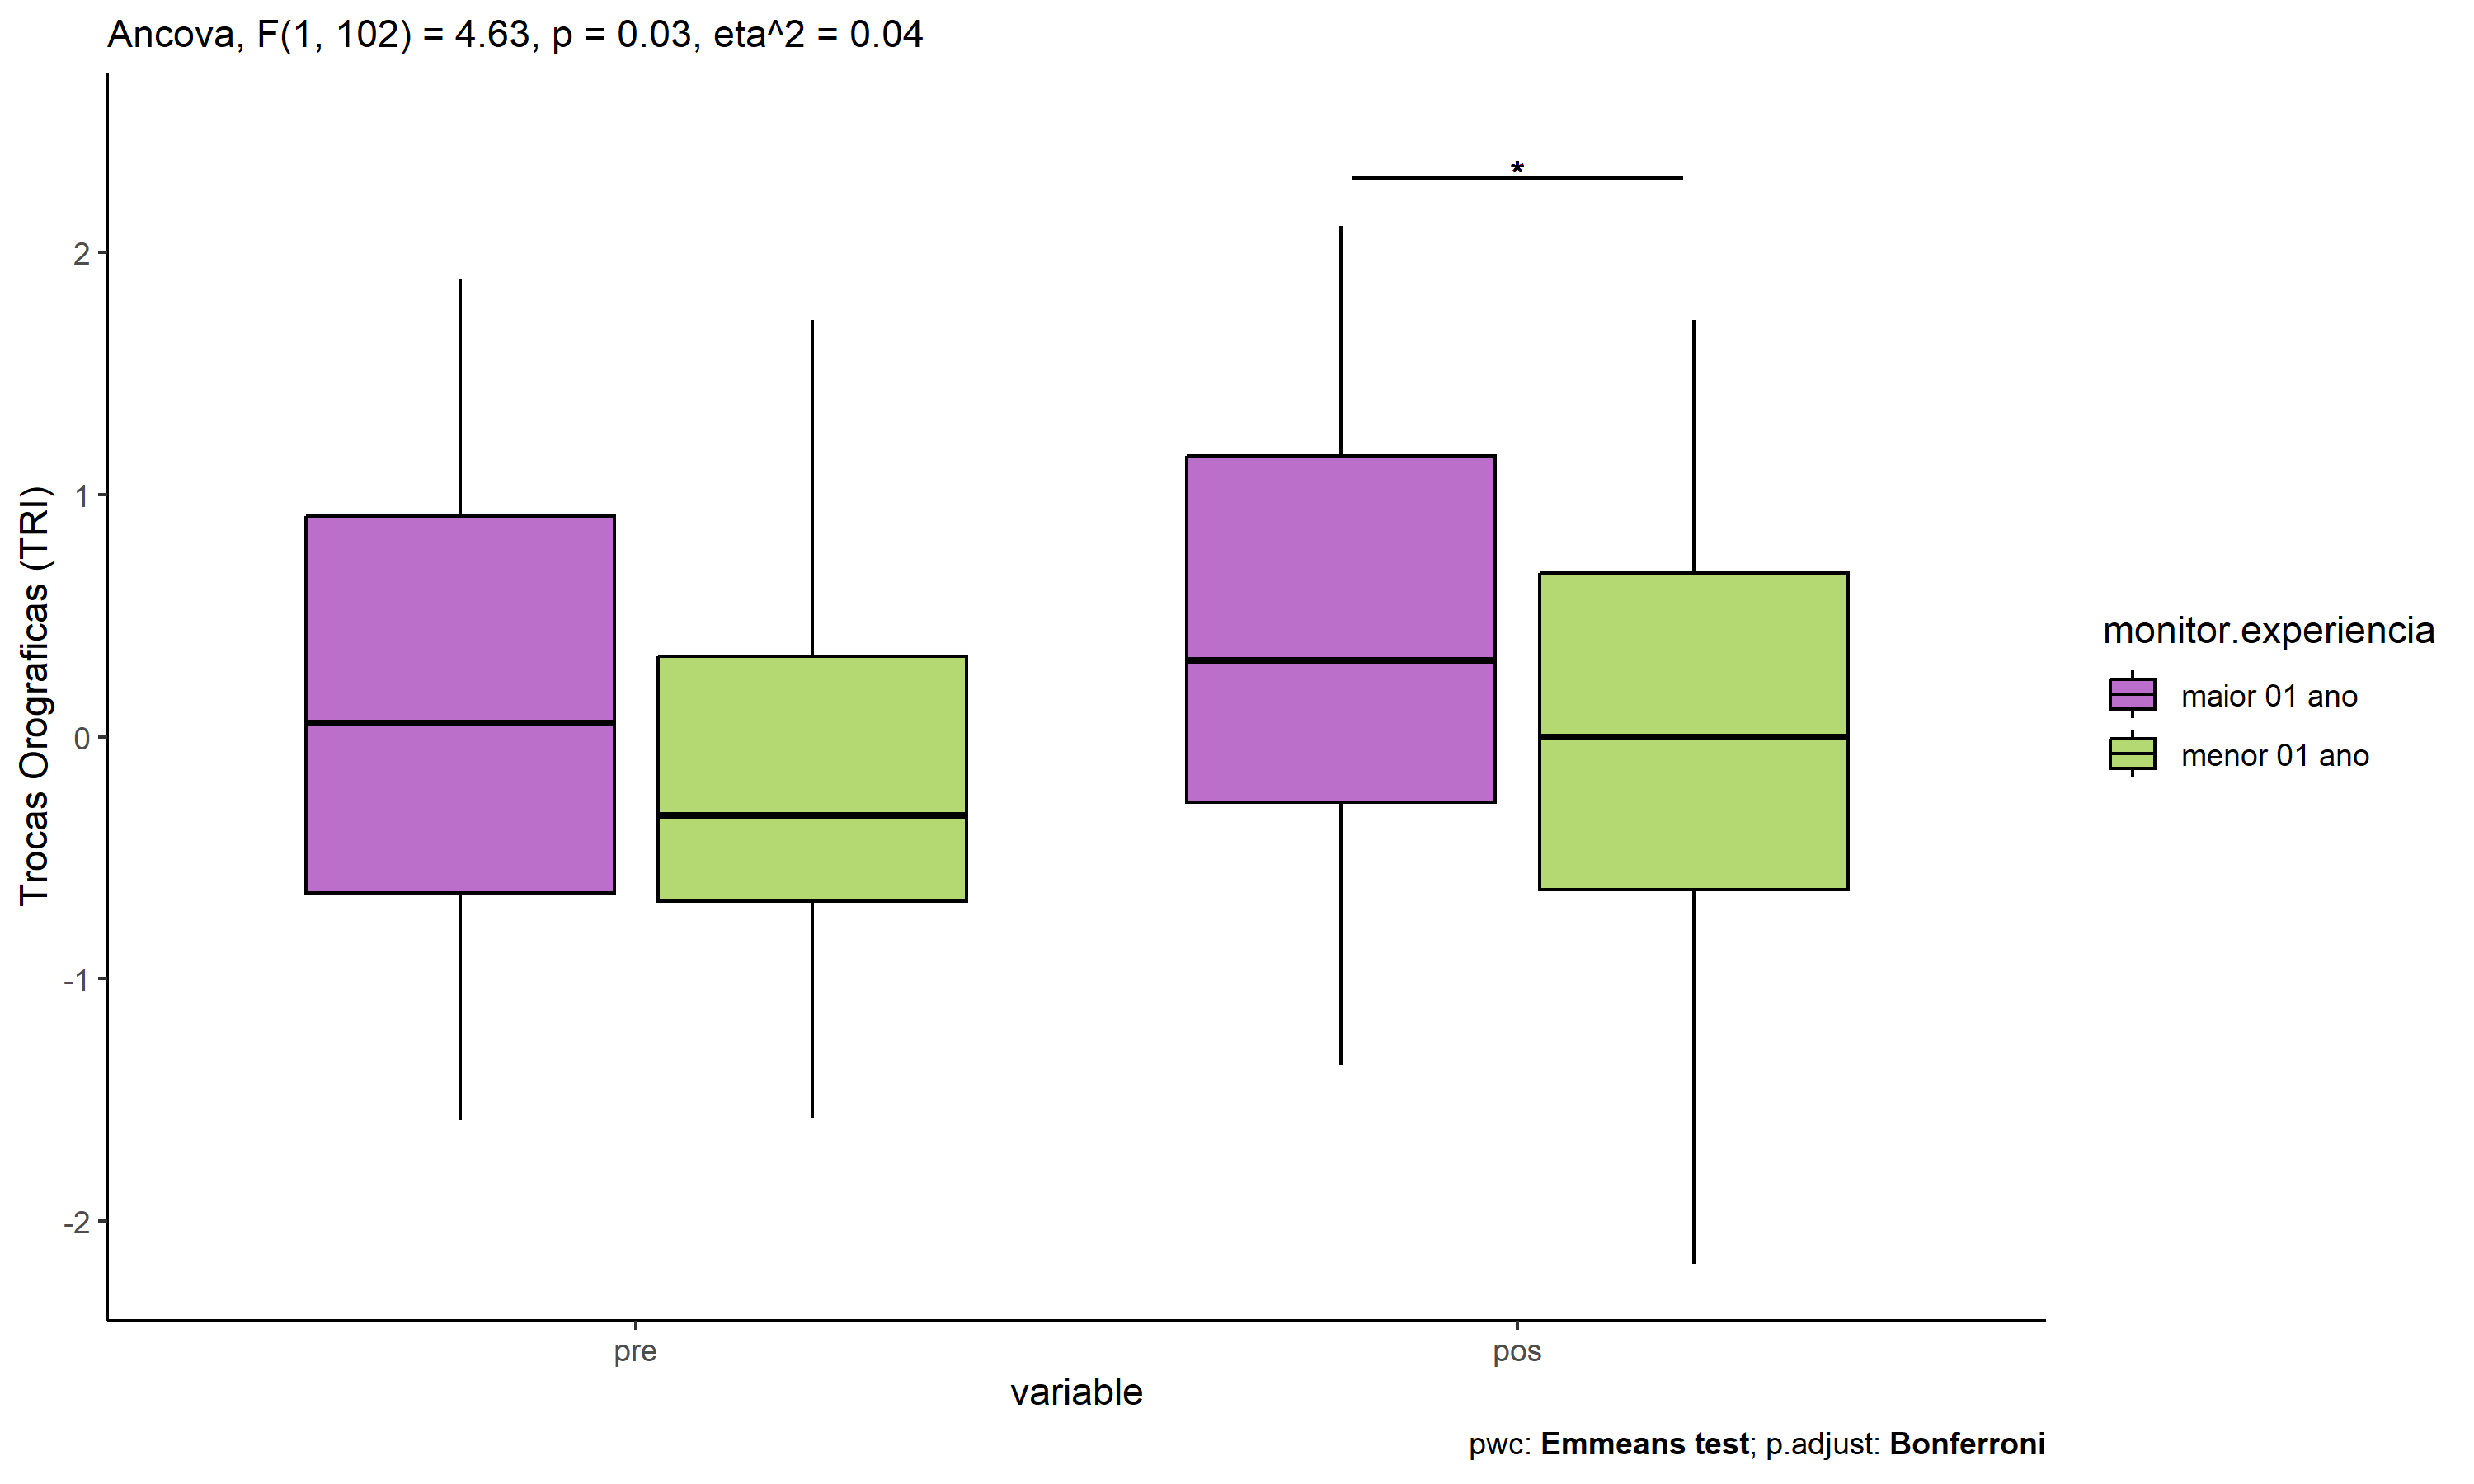 Ancova, F(1, 102) = 4.63, p = 0.03, eta^2 = 0.04
Trocas Orograficas (TRI)
2
1
0
-1
-2
*
pre
pos
variable
monitor.experiencia
maior 01 ano
menor 01 ano
pwc: Emmeans test; p.adjust: Bonferroni